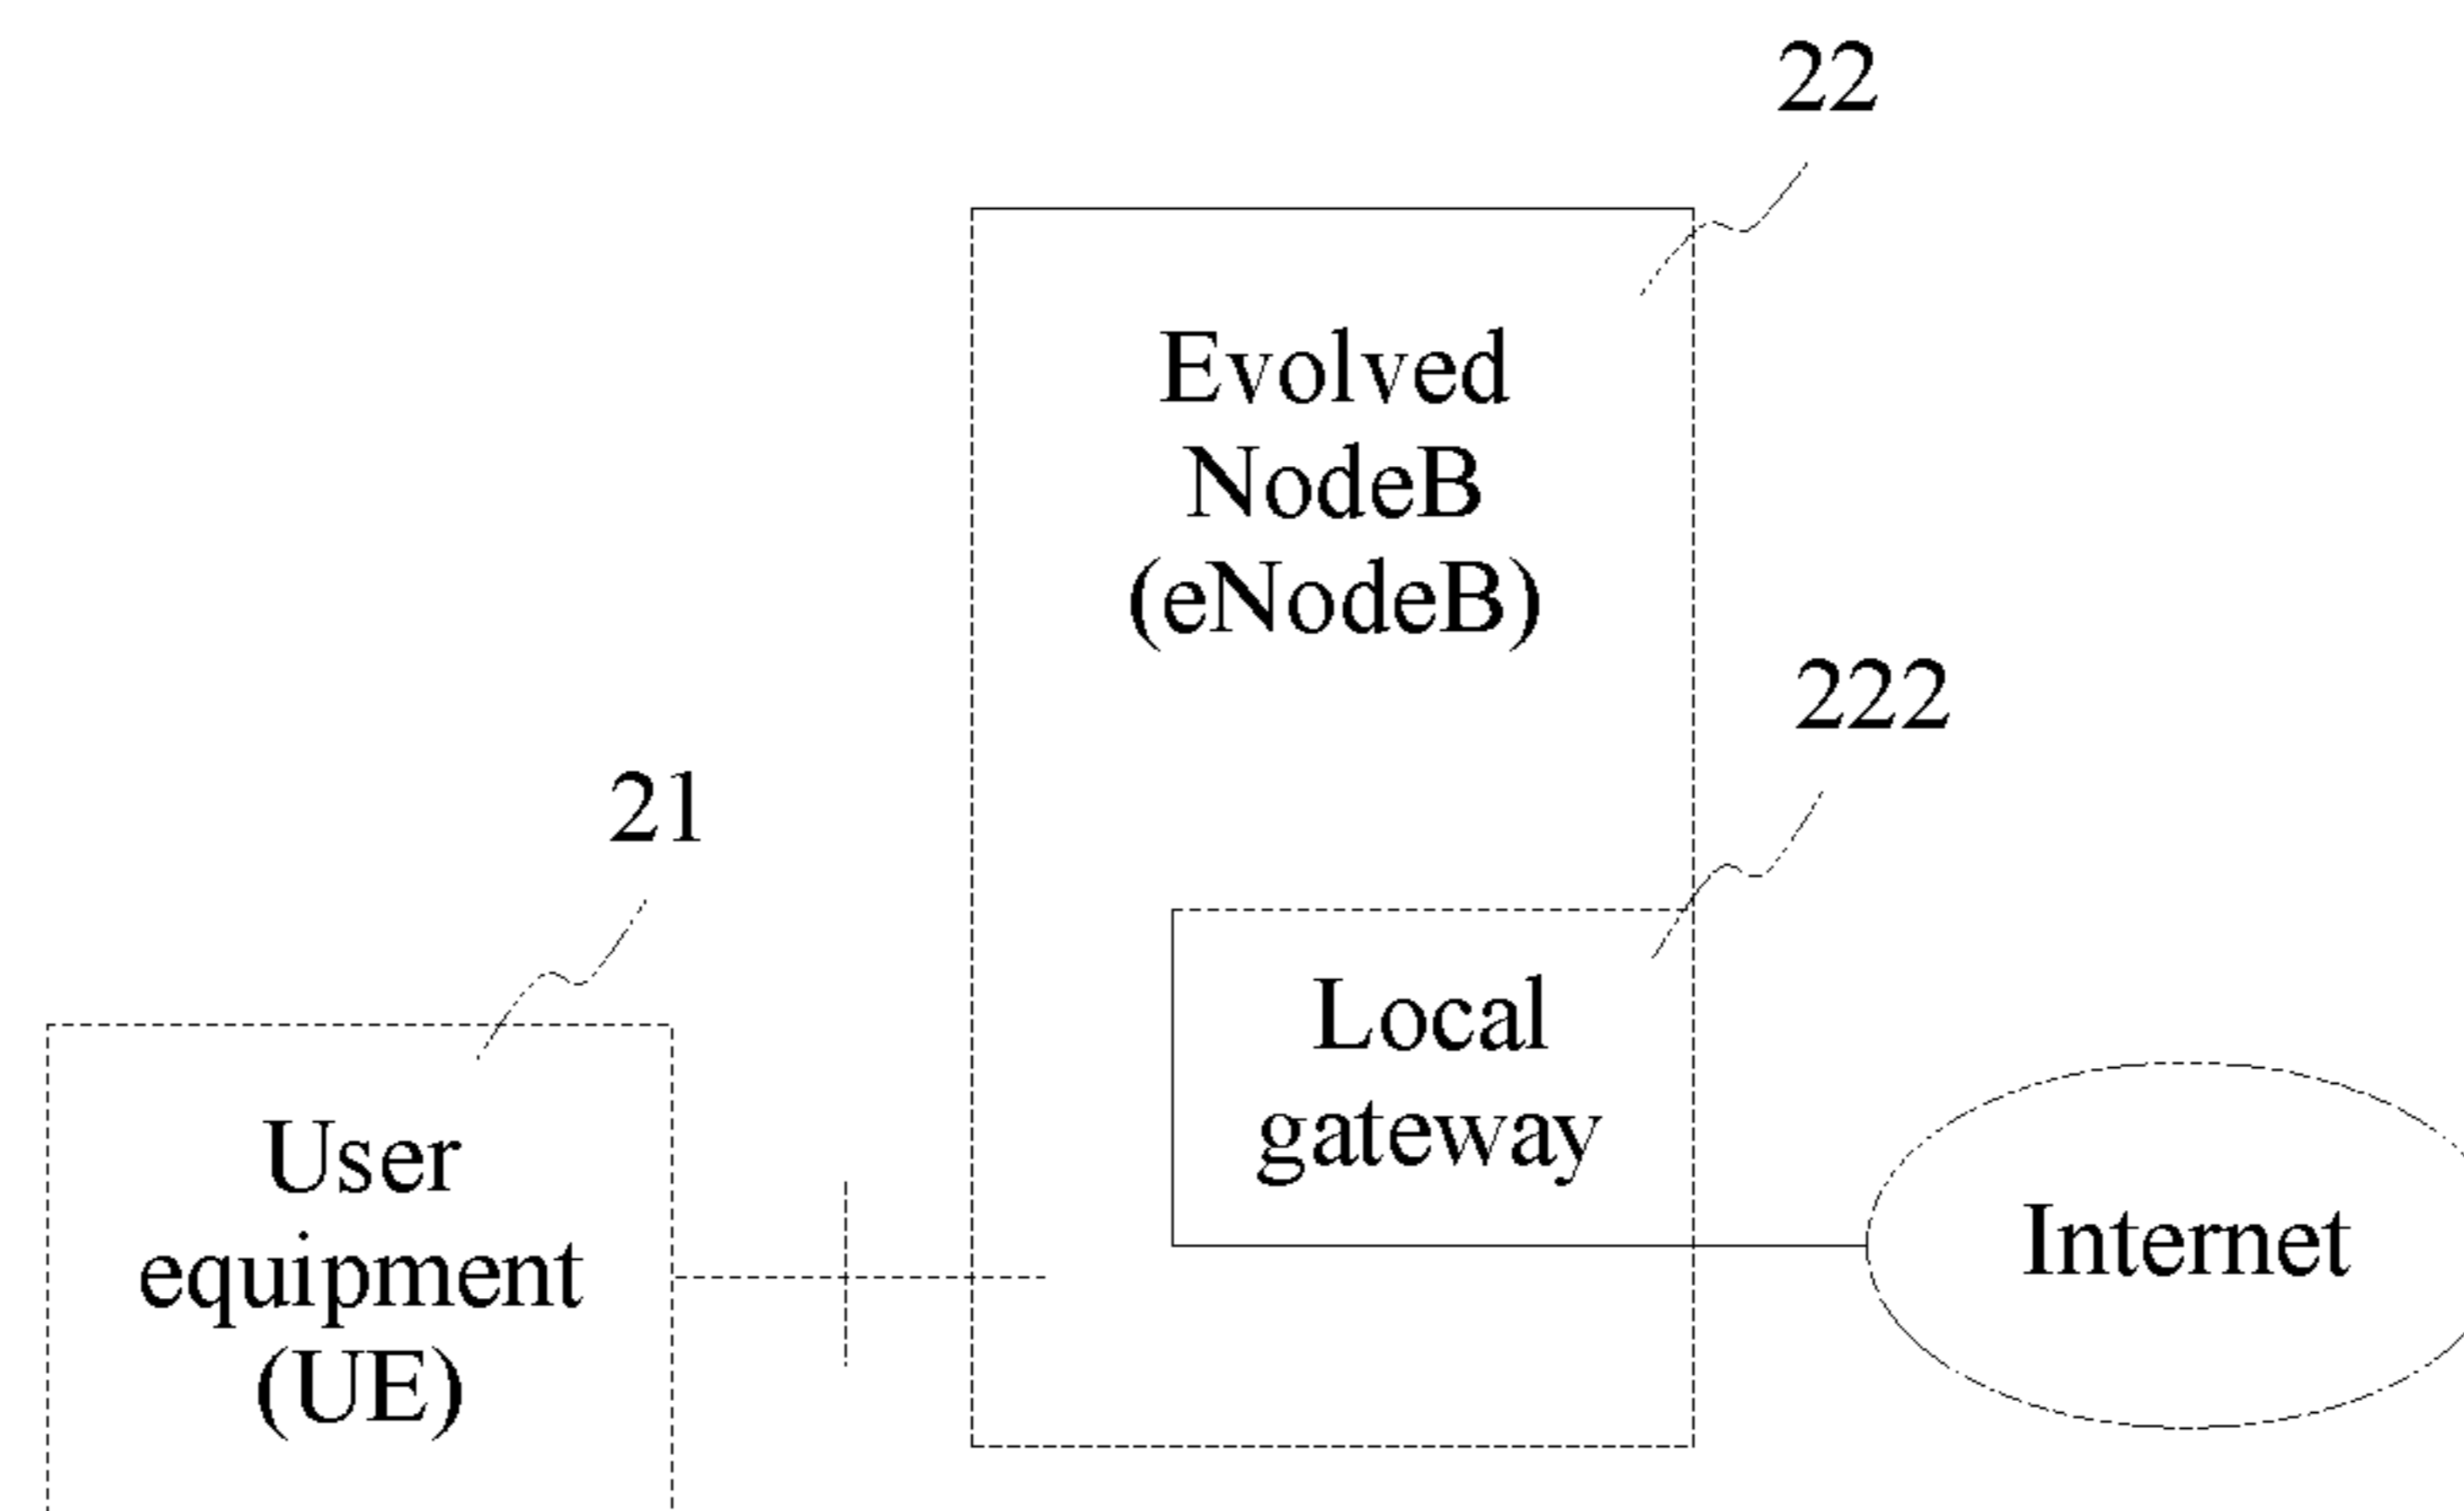 22
Evolved
NodeB
(eNodeB)
222
21
Local
gateway
User
equipment
(UE)
Internet